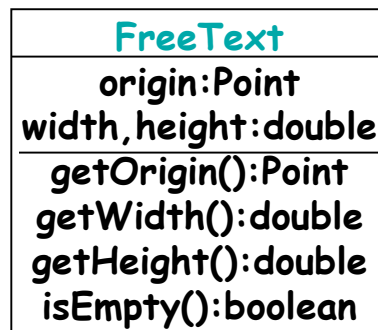 FreeText
origin:Point
width,height:double
getOrigin():Point
getWidth():double
getHeight():double
isEmpty():boolean